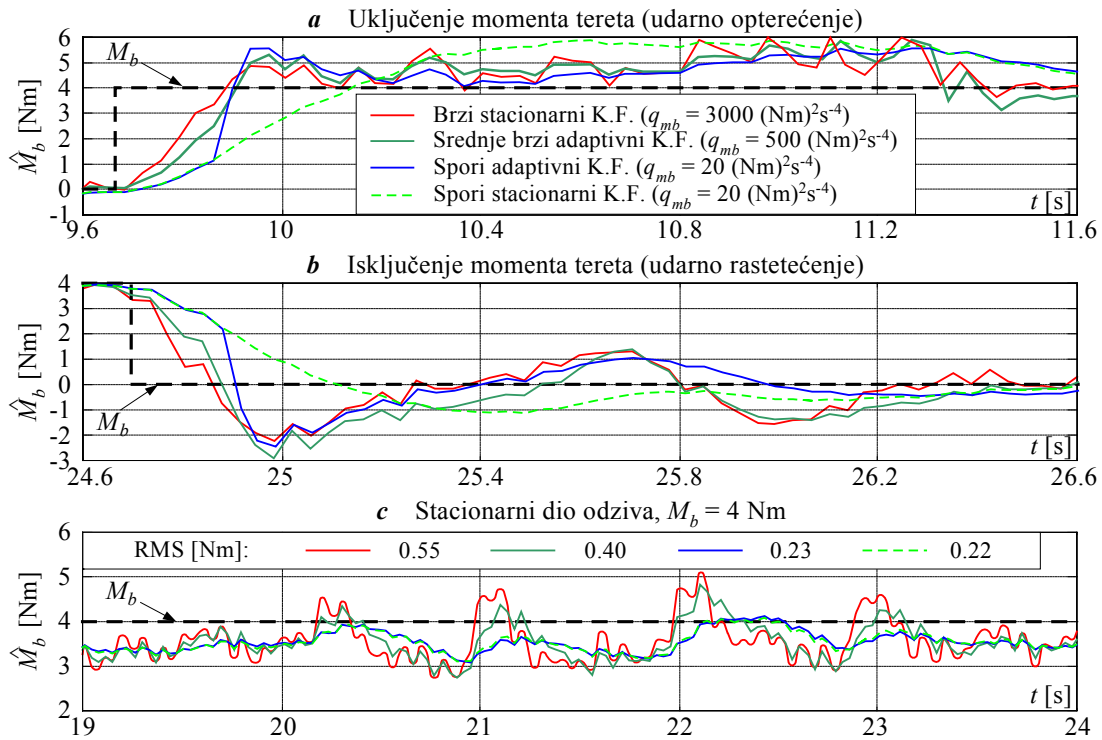 a Uključenje momenta tereta (udarno opterećenje)
M̂b [Nm]
6
5
4
3
2
1
0
-1
Mb
Brzi stacionarni K.F. (qmb = 3000 (Nm)²s⁻⁴)
Srednje brzi adaptivni K.F. (qmb = 500 (Nm)²s⁻⁴)
Spori adaptivni K.F. (qmb = 20 (Nm)²s⁻⁴)
Spori stacionarni K.F. (qmb = 20 (Nm)²s⁻⁴)
t [s]
9.6 10 10.4 10.8 11.2 11.6
b Isključenje momenta tereta (udarno rastetećenje)
M̂b [Nm]
4
3
2
1
0
-1
-2
-3
Mb
t [s]
24.6 25 25.4 25.8 26.2 26.6
c Stacionarni dio odziva, Mb = 4 Nm
RMS [Nm]: 0.55 0.40 0.23 0.22
M̂b [Nm]
6
5
4
3
2
Mb
t [s]
19 20 21 22 23 24